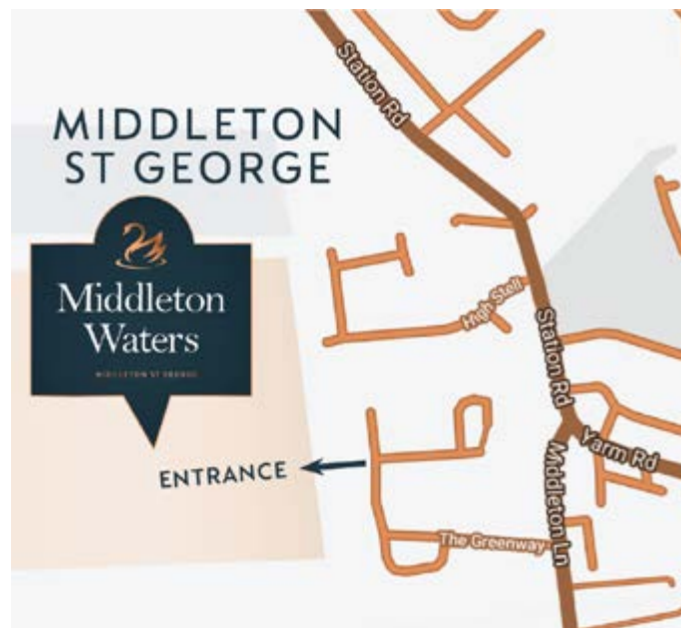 Station Rd
MIDDLETON
ST GEORGE
Middleton
Waters
MIDDLETON ST GEORGE
High Stell
Station Rd
Yarm Rd
Middleton Ln
ENTRANCE
The Greenway